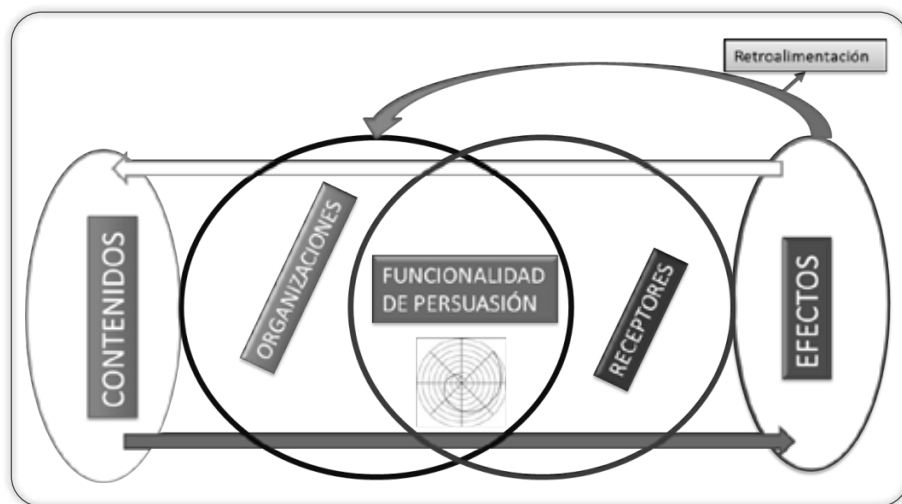 Retroalimentación
CONTENIDOS
ORGANIZACIONES
FUNCIONALIDAD
DE PERSUASIÓN
RECEPTORES
EFECTOS